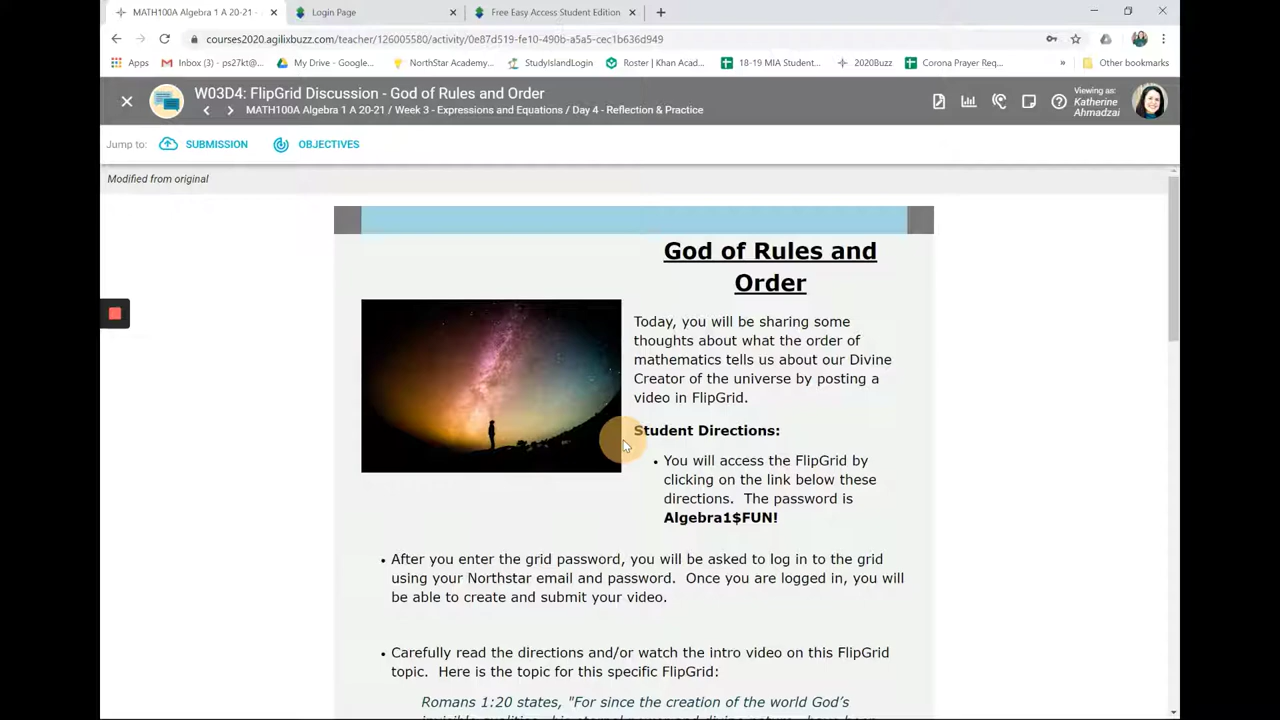 MATH100A Algebra 1 A 20-21 -
Login Page
Free Easy Access Student Edition
courses2020.agilixbuzz.com/teacher/126005580/activity/0e87d519-fe10-490b-a5a5-cec1b636d949
Apps
Inbox (3) - ps27kt@...
My Drive - Google...
NorthStar Academy...
StudyIslandLogin
Roster | Khan Acad...
18-19 MIA Student...
2020Buzz
Corona Prayer Req...
» Other bookmarks
W03D4: FlipGrid Discussion - God of Rules and Order
MATH100A Algebra 1 A 20-21 / Week 3 - Expressions and Equations / Day 4 - Reflection & Practice
Viewing as:
Katherine
Ahmadzai
Jump to: SUBMISSION OBJECTIVES
Modified from original
God of Rules and
Order
Today, you will be sharing some
thoughts about what the order of
mathematics tells us about our Divine
Creator of the universe by posting a
video in FlipGrid.
Student Directions:
• You will access the FlipGrid by
clicking on the link below these
directions.  The password is
Algebra1$FUN!
• After you enter the grid password, you will be asked to log in to the grid
using your Northstar email and password.  Once you are logged in, you will
be able to create and submit your video.
• Carefully read the directions and/or watch the intro video on this FlipGrid
topic.  Here is the topic for this specific FlipGrid:
Romans 1:20 states, "For since the creation of the world God's